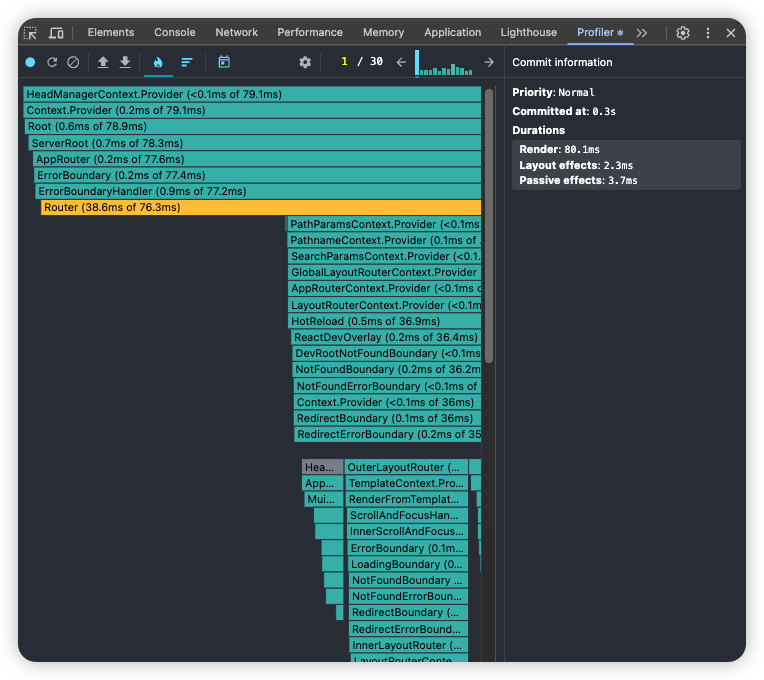 Elements Console Network Performance Memory Application Lighthouse Profiler
1 / 30
Commit information
HeadManagerContext.Provider (<0.1ms of 79.1ms)
Context.Provider (0.2ms of 79.1ms)
Root (0.6ms of 78.9ms)
ServerRoot (0.7ms of 78.3ms)
AppRouter (0.2ms of 77.6ms)
ErrorBoundary (0.2ms of 77.4ms)
ErrorBoundaryHandler (0.9ms of 77.2ms)
Router (38.6ms of 76.3ms)
PathParamsContext.Provider (<0.1ms
PathnameContext.Provider (0.1ms of .
SearchParamsContext.Provider (<0.1.
GlobalLayoutRouterContext.Provider
AppRouterContext.Provider (<0.1ms o
LayoutRouterContext.Provider (<0.1m
HotReload (0.5ms of 36.9ms)
ReactDevOverlay (0.2ms of 36.4ms)
DevRootNotFoundBoundary (<0.1ms
NotFoundBoundary (0.2ms of 36.2m
NotFoundErrorBoundary (<0.1ms of
Context.Provider (<0.1ms of 36ms)
RedirectBoundary (0.1ms of 36ms)
RedirectErrorBoundary (0.2ms of 35
Hea... OuterLayoutRouter (...
App... TemplateContext.Pro...
Mui... RenderFromTemplat...
ScrollAndFocusHan...
InnerScrollAndFocus...
ErrorBoundary (0.1m...
LoadingBoundary (0...
NotFoundBoundary ...
NotFoundErrorBoun...
RedirectBoundary (...
RedirectErrorBound...
InnerLayoutRouter (...
LayoutRouterConte...
Priority: Normal
Committed at: 0.3s
Durations
Render: 80.1ms
Layout effects: 2.3ms
Passive effects: 3.7ms